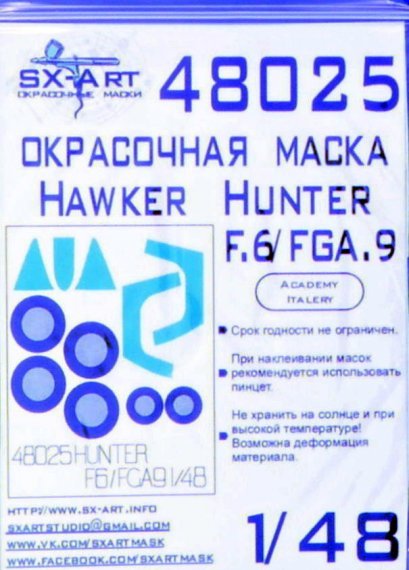 SX-ART
ОКРАСОЧНЫЕ МАСКИ
48025
ОКРАСОЧНАЯ МАСКА
HAWKER HUNTER
F.6/FGA.9
ACADEMY
ITALERY
Срок годности не ограничен.
При наклеивании масок
рекомендуется использовать
пинцет.
Не хранить на солнце и при
высокой температуре!
Возможна деформация
материала.
48025 HUNTER
F6/FGA9 1/48
HTTP://WWW.SX-ART.INFO
SXARTSTUDIO@GMAIL.COM
WWW.VK.COM/SXARTMASK
WWW.FACEBOOK.COM/SXARTMASK
1/48